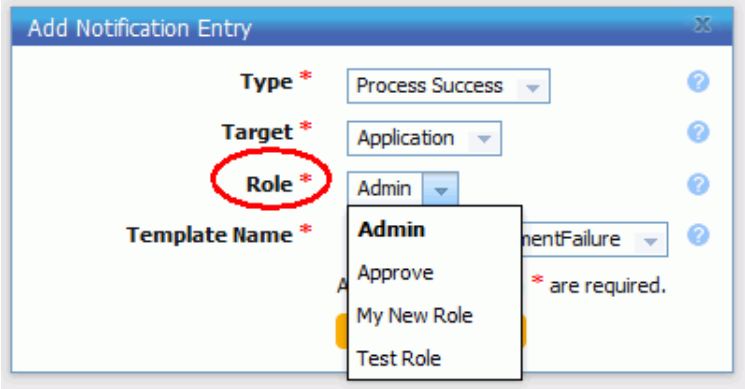 Add Notification Entry
Type * Process Success
Target * Application
Role * Admin
Template Name * mentFailure
Admin
Approve
A * are required.
My New Role
Test Role